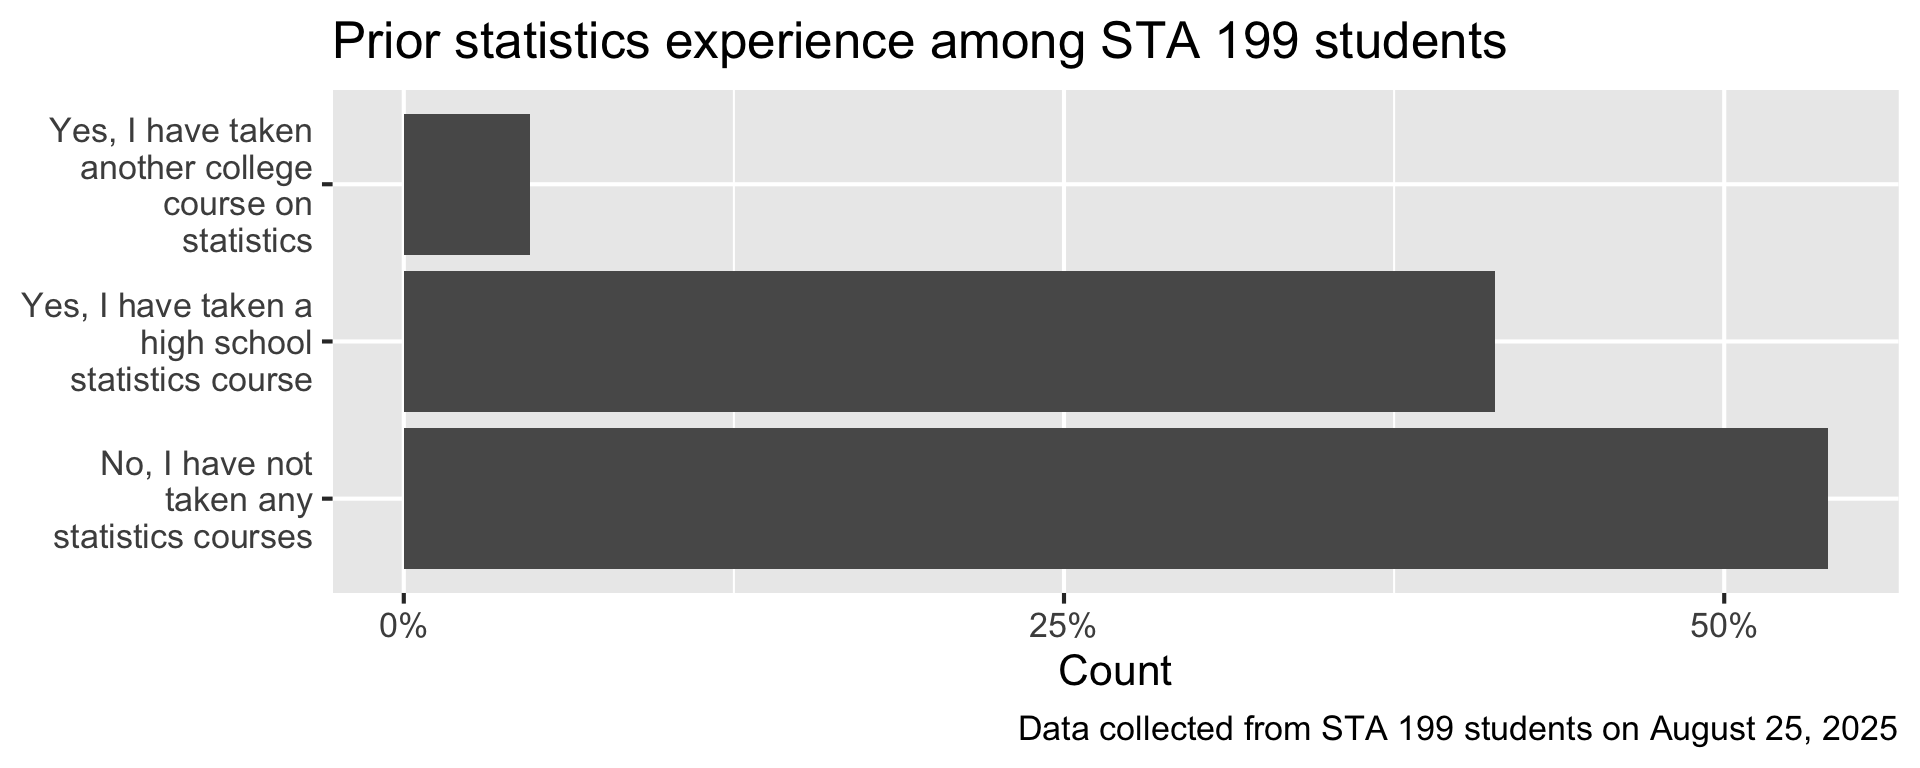 Prior statistics experience among STA 199 students
Yes, I have taken
another college
course on
statistics
Yes, I have taken a
high school
statistics course
No, I have not
taken any
statistics courses
0% 25% 50%
Count
Data collected from STA 199 students on August 25, 2025